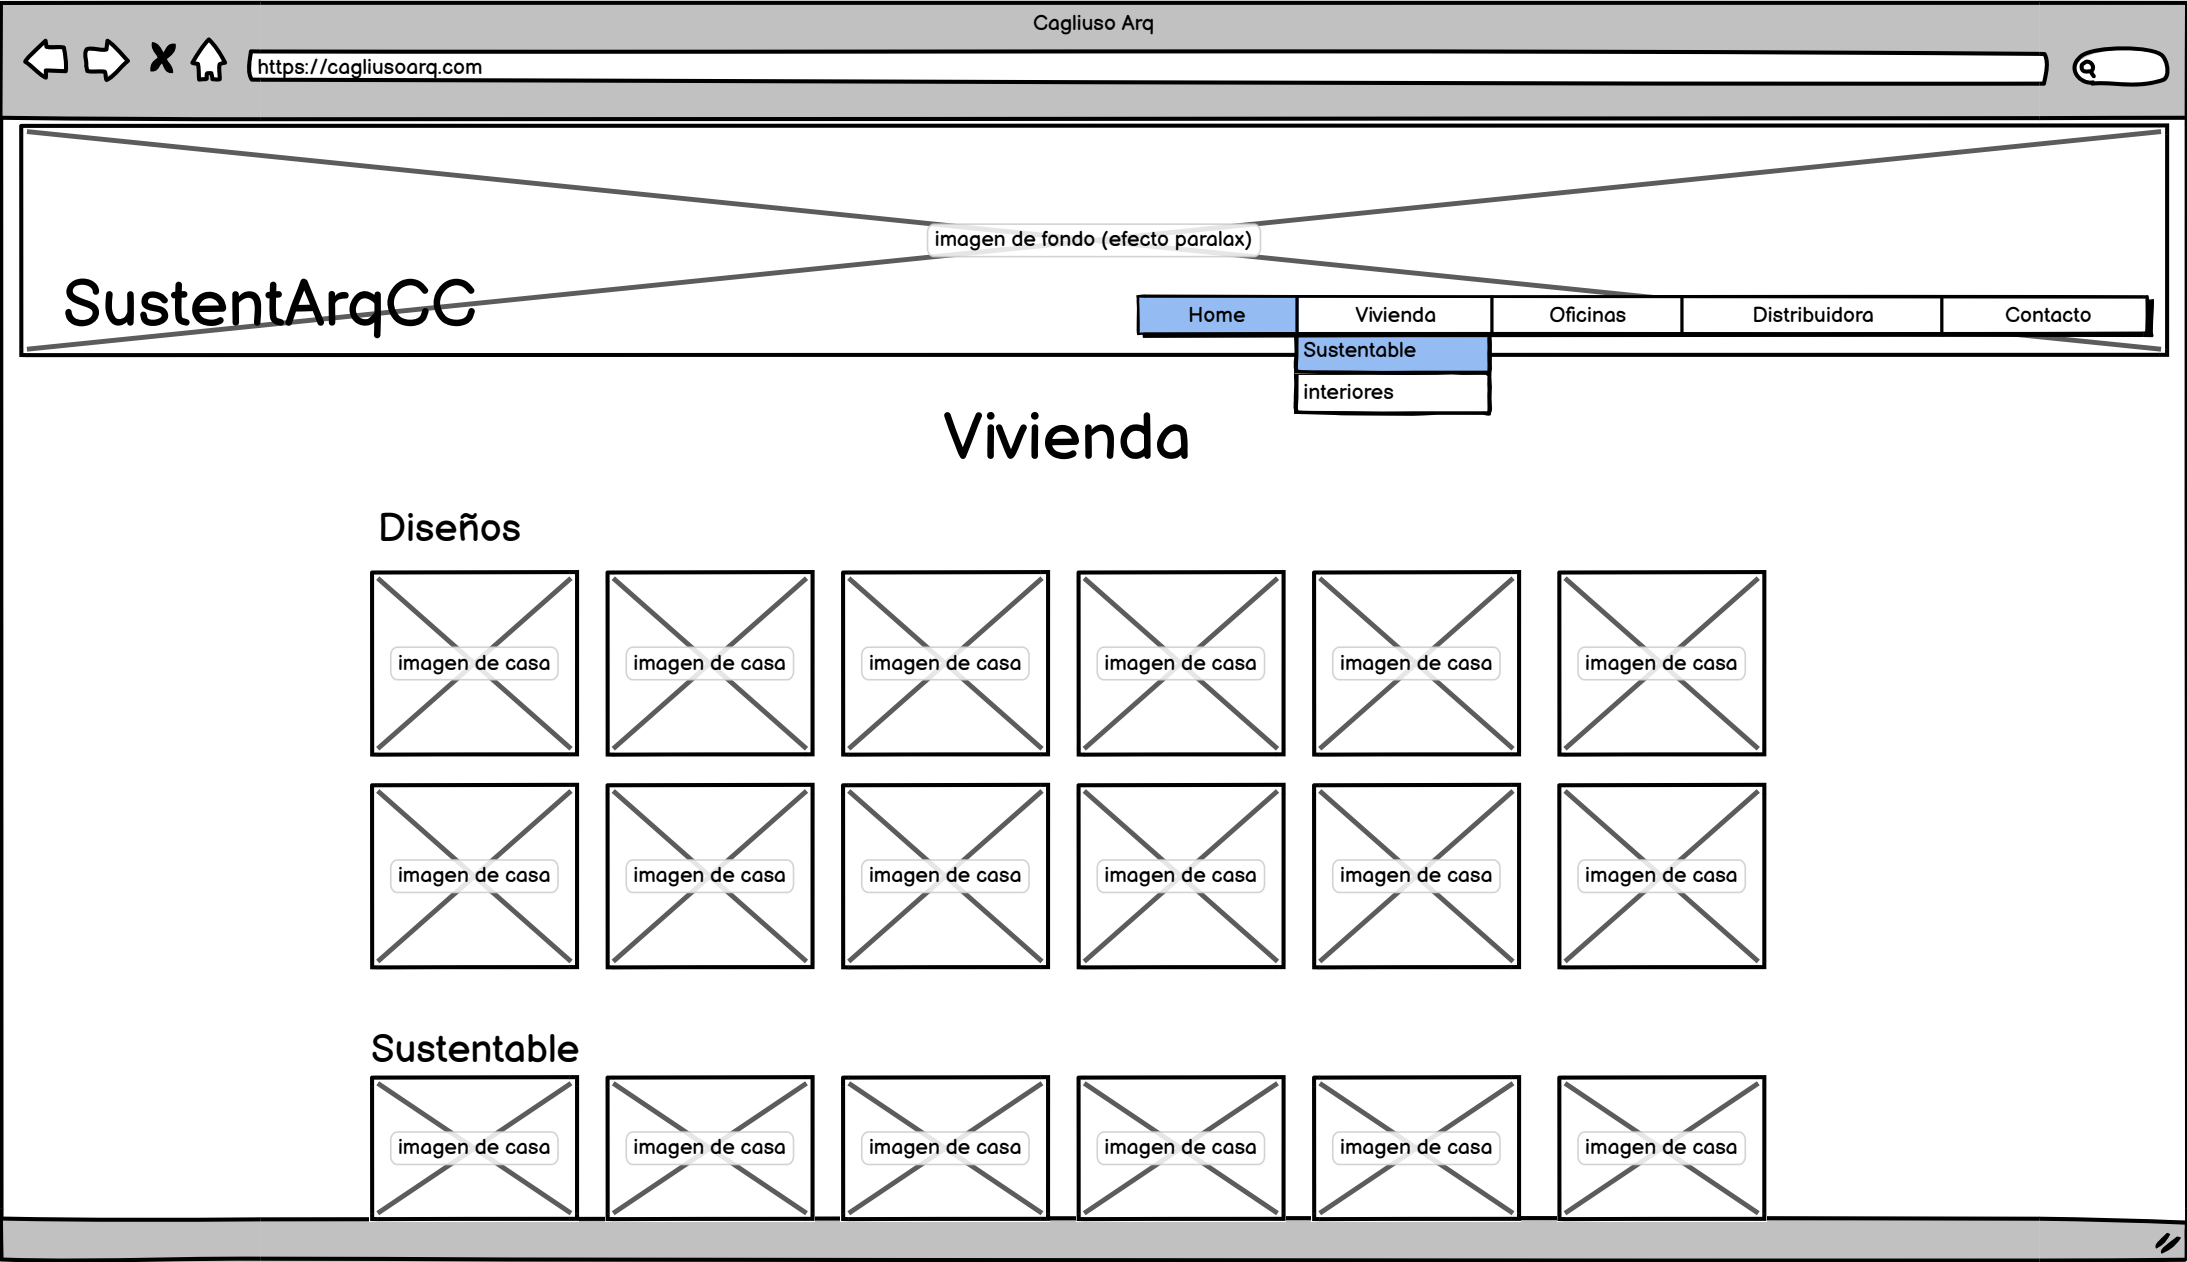 Cagliuso Arq
https://cagliusoarq.com
imagen de fondo (efecto paralax)
SustentArqCC
Home Vivienda Oficinas Distribuidora Contacto
Sustentable
interiores
Vivienda
Diseños
imagen de casa imagen de casa imagen de casa imagen de casa imagen de casa imagen de casa
imagen de casa imagen de casa imagen de casa imagen de casa imagen de casa imagen de casa
Sustentable
imagen de casa imagen de casa imagen de casa imagen de casa imagen de casa imagen de casa